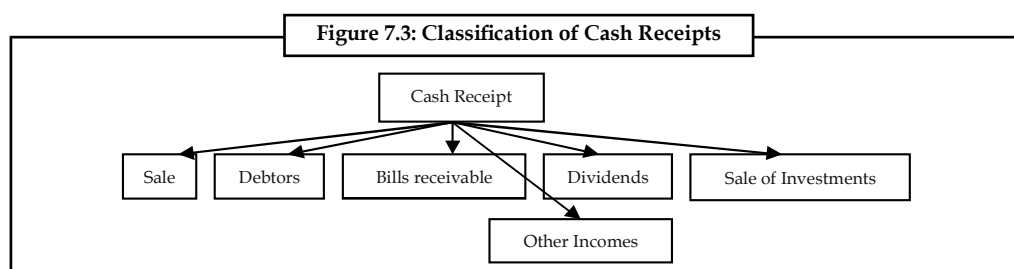 Figure 7.3: Classification of Cash Receipts
Cash Receipt
Sale
Debtors
Bills receivable
Dividends
Sale of Investments
Other Incomes